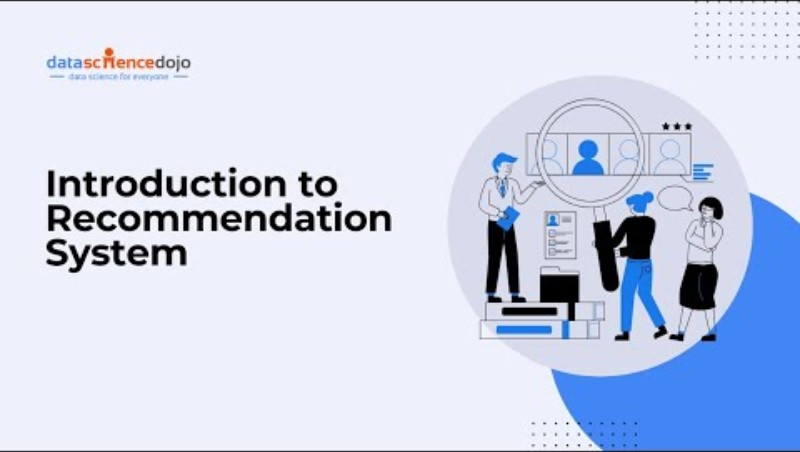 datasciencedojo
data science for everyone
Introduction to
Recommendation
System